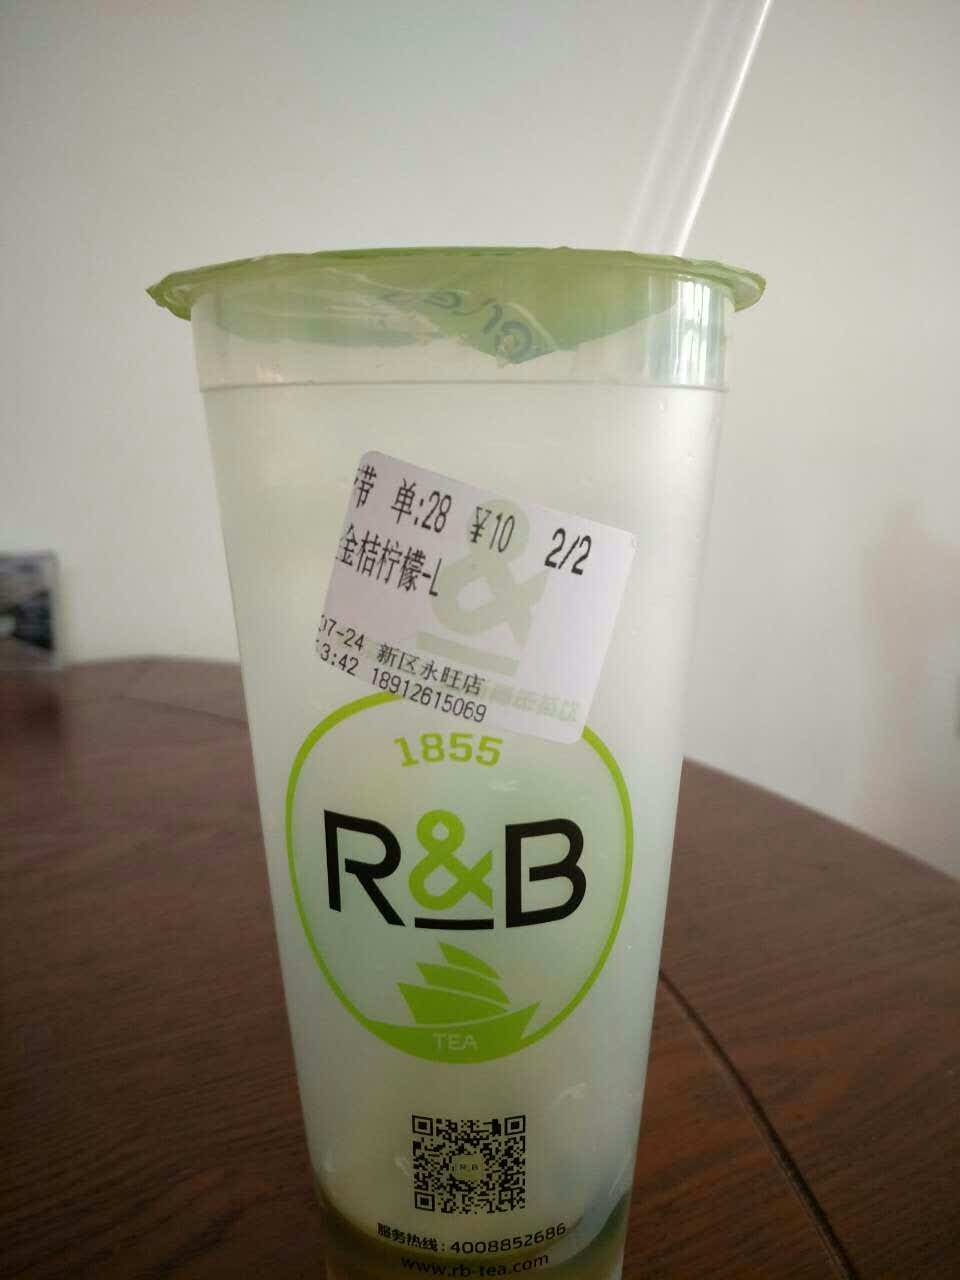 带 单:28 ¥10 2/2
金桔柠檬-L
07-24 新区永旺店
3:42 18912615069
1855
R&B
TEA
R&B
服务热线:4008852686
www.rb-tea.com